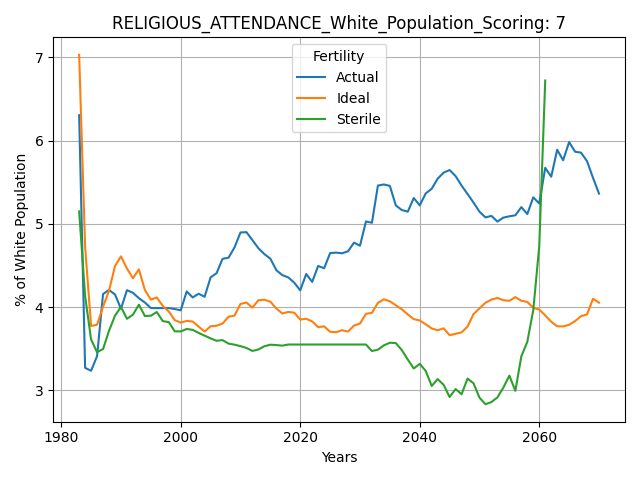 RELIGIOUS_ATTENDANCE_White_Population_Scoring: 7
Fertility
Actual
Ideal
Sterile
% of White Population
7
6
5
4
3
1980
2000
2020
2040
2060
Years